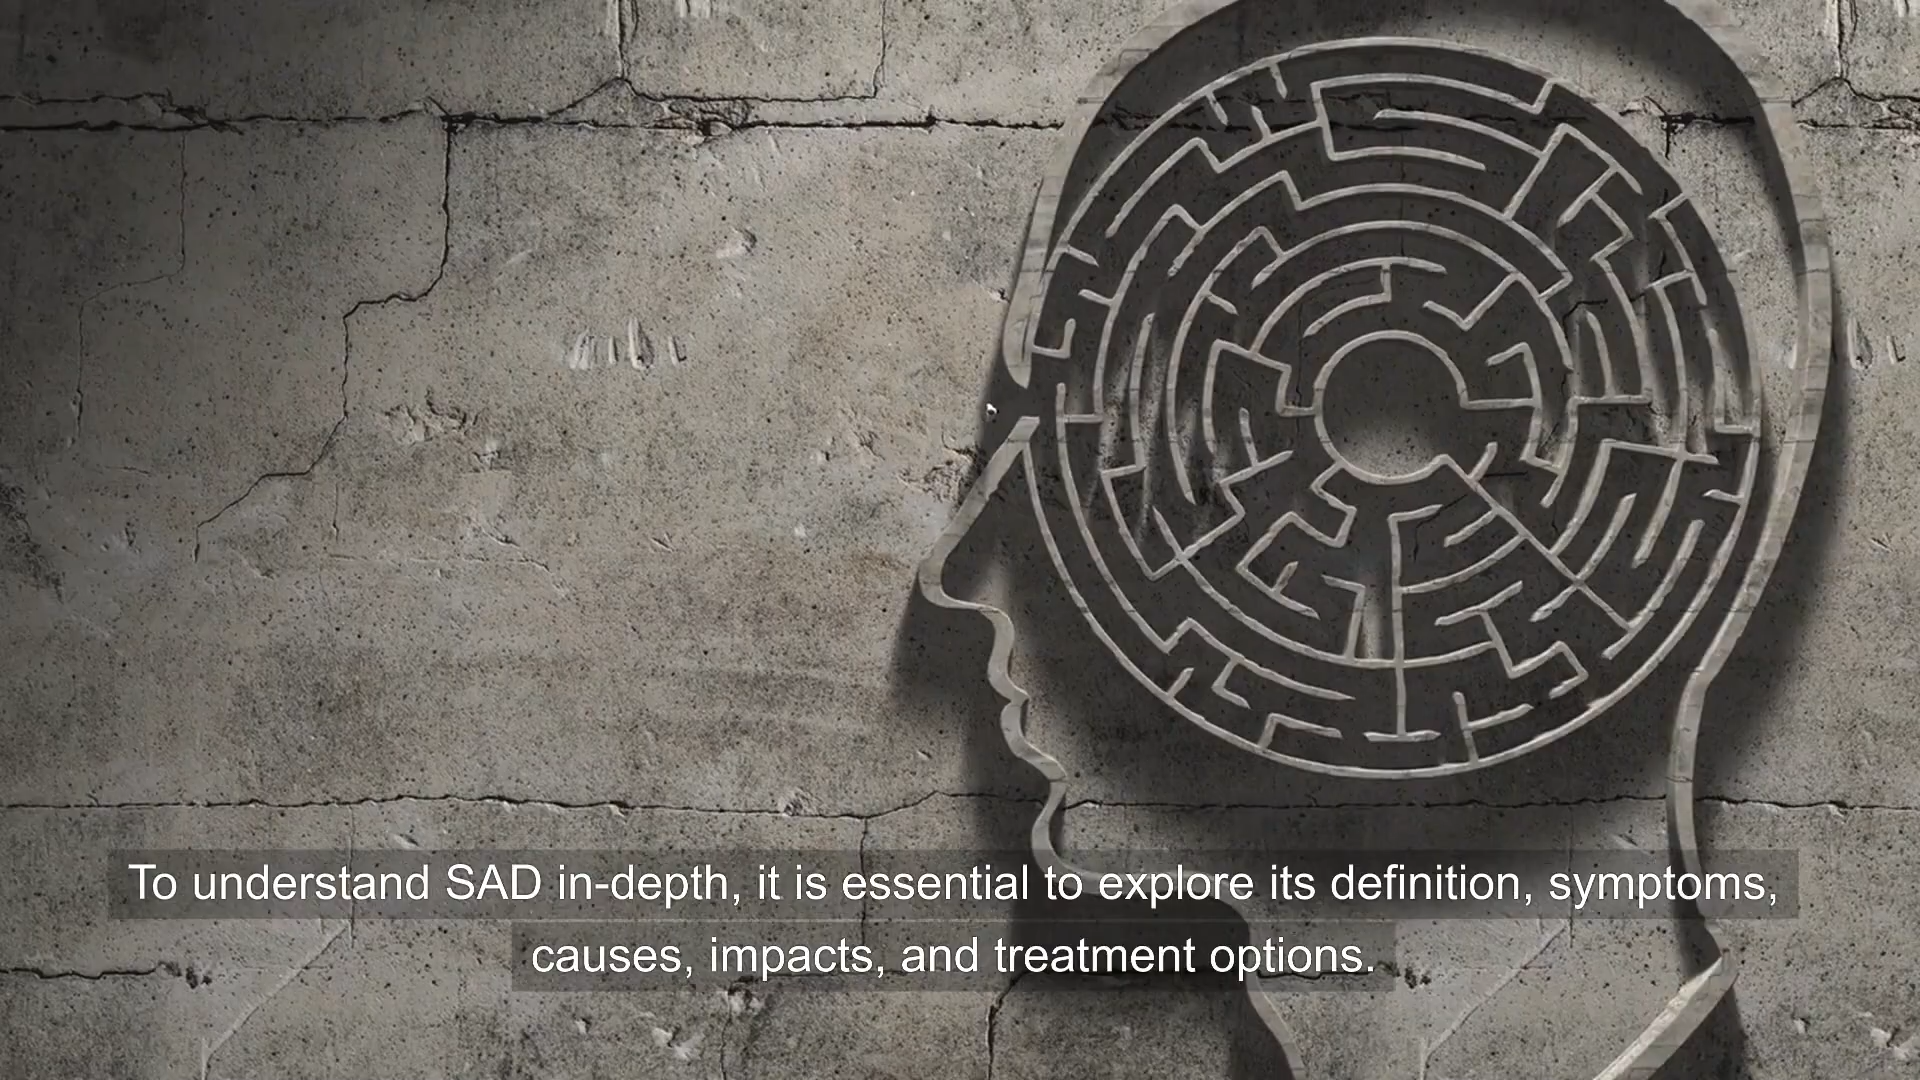 To understand SAD in-depth, it is essential to explore its definition, symptoms,
causes, impacts, and treatment options.